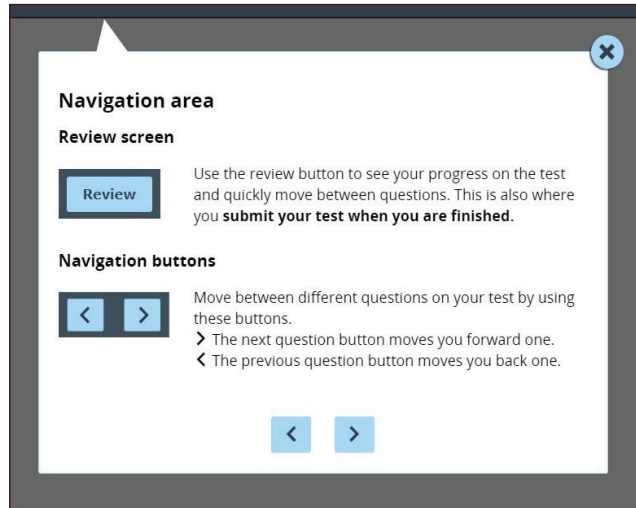 Navigation area
Review screen
Review
Use the review button to see your progress on the test
and quickly move between questions. This is also where
you submit your test when you are finished.
Navigation buttons
Move between different questions on your test by using
these buttons.
> The next question button moves you forward one.
< The previous question button moves you back one.